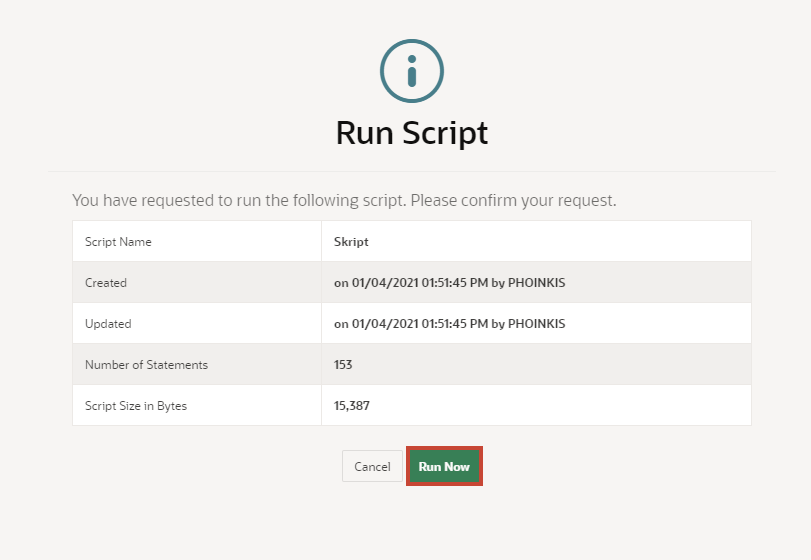 Run Script
You have requested to run the following script. Please confirm your request.
Script Name Skript
Created on 01/04/2021 01:51:45 PM by PHOINKIS
Updated on 01/04/2021 01:51:45 PM by PHOINKIS
Number of Statements 153
Script Size in Bytes 15,387
Cancel Run Now